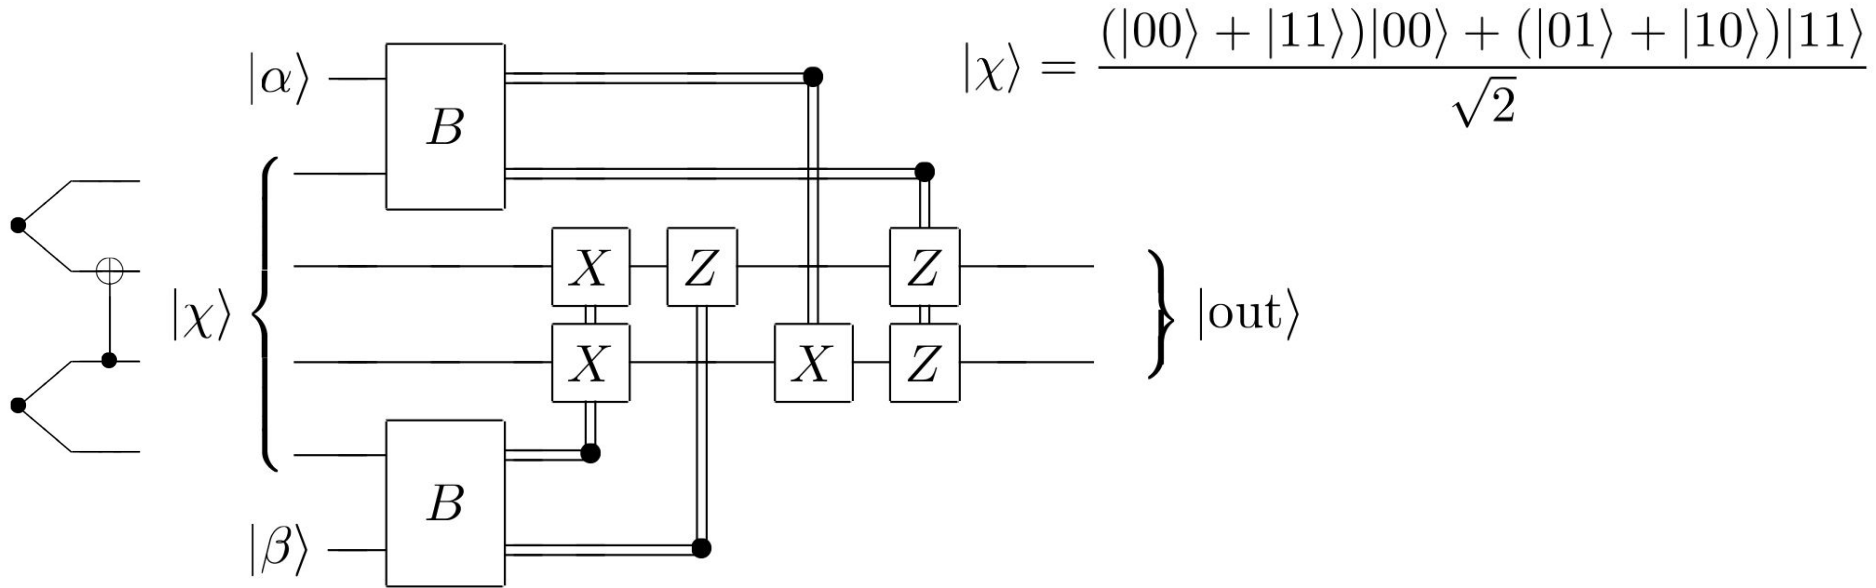 |α⟩
B
|χ⟩ = (|00⟩ + |11⟩)|00⟩ + (|01⟩ + |10⟩)|11⟩
√2
X Z Z
|χ⟩
|out⟩
X X Z
B
|β⟩